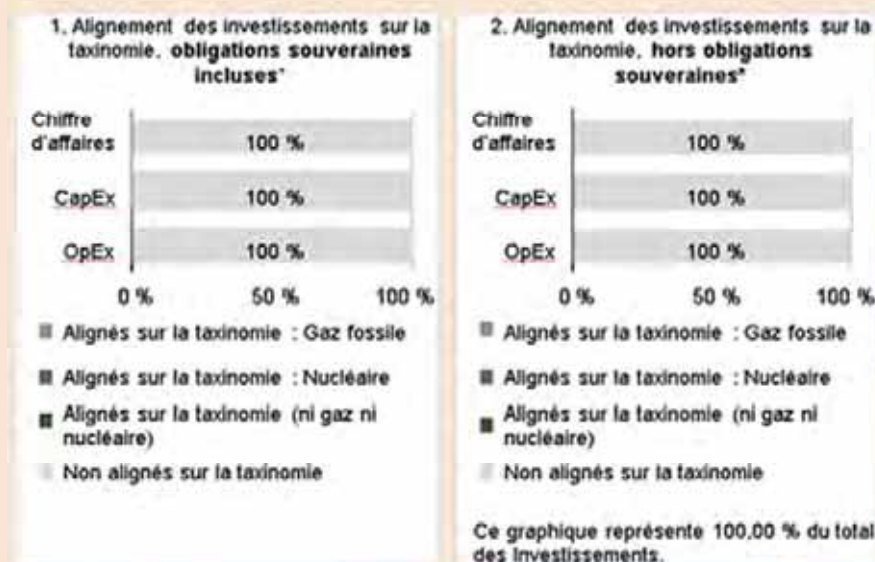 1. Alignement des investissements sur la
taxinomie, obligations souveraines
incluses*
Chiffre
d'affaires
100 %
CapEx
100 %
OpEx
100 %
0 % 50 % 100 %
Alignés sur la taxinomie : Gaz fossile
Alignés sur la taxinomie : Nucléaire
Alignés sur la taxinomie (ni gaz ni
nucléaire)
Non alignés sur la taxinomie
2. Alignement des investissements sur la
taxinomie, hors obligations
souveraines*
Chiffre
d'affaires
100 %
CapEx
100 %
OpEx
100 %
0 % 50 % 100 %
Alignés sur la taxinomie : Gaz fossile
Alignés sur la taxinomie : Nucléaire
Alignés sur la taxinomie (ni gaz ni
nucléaire)
Non alignés sur la taxinomie
Ce graphique représente 100,00 % du total
des Investissements.